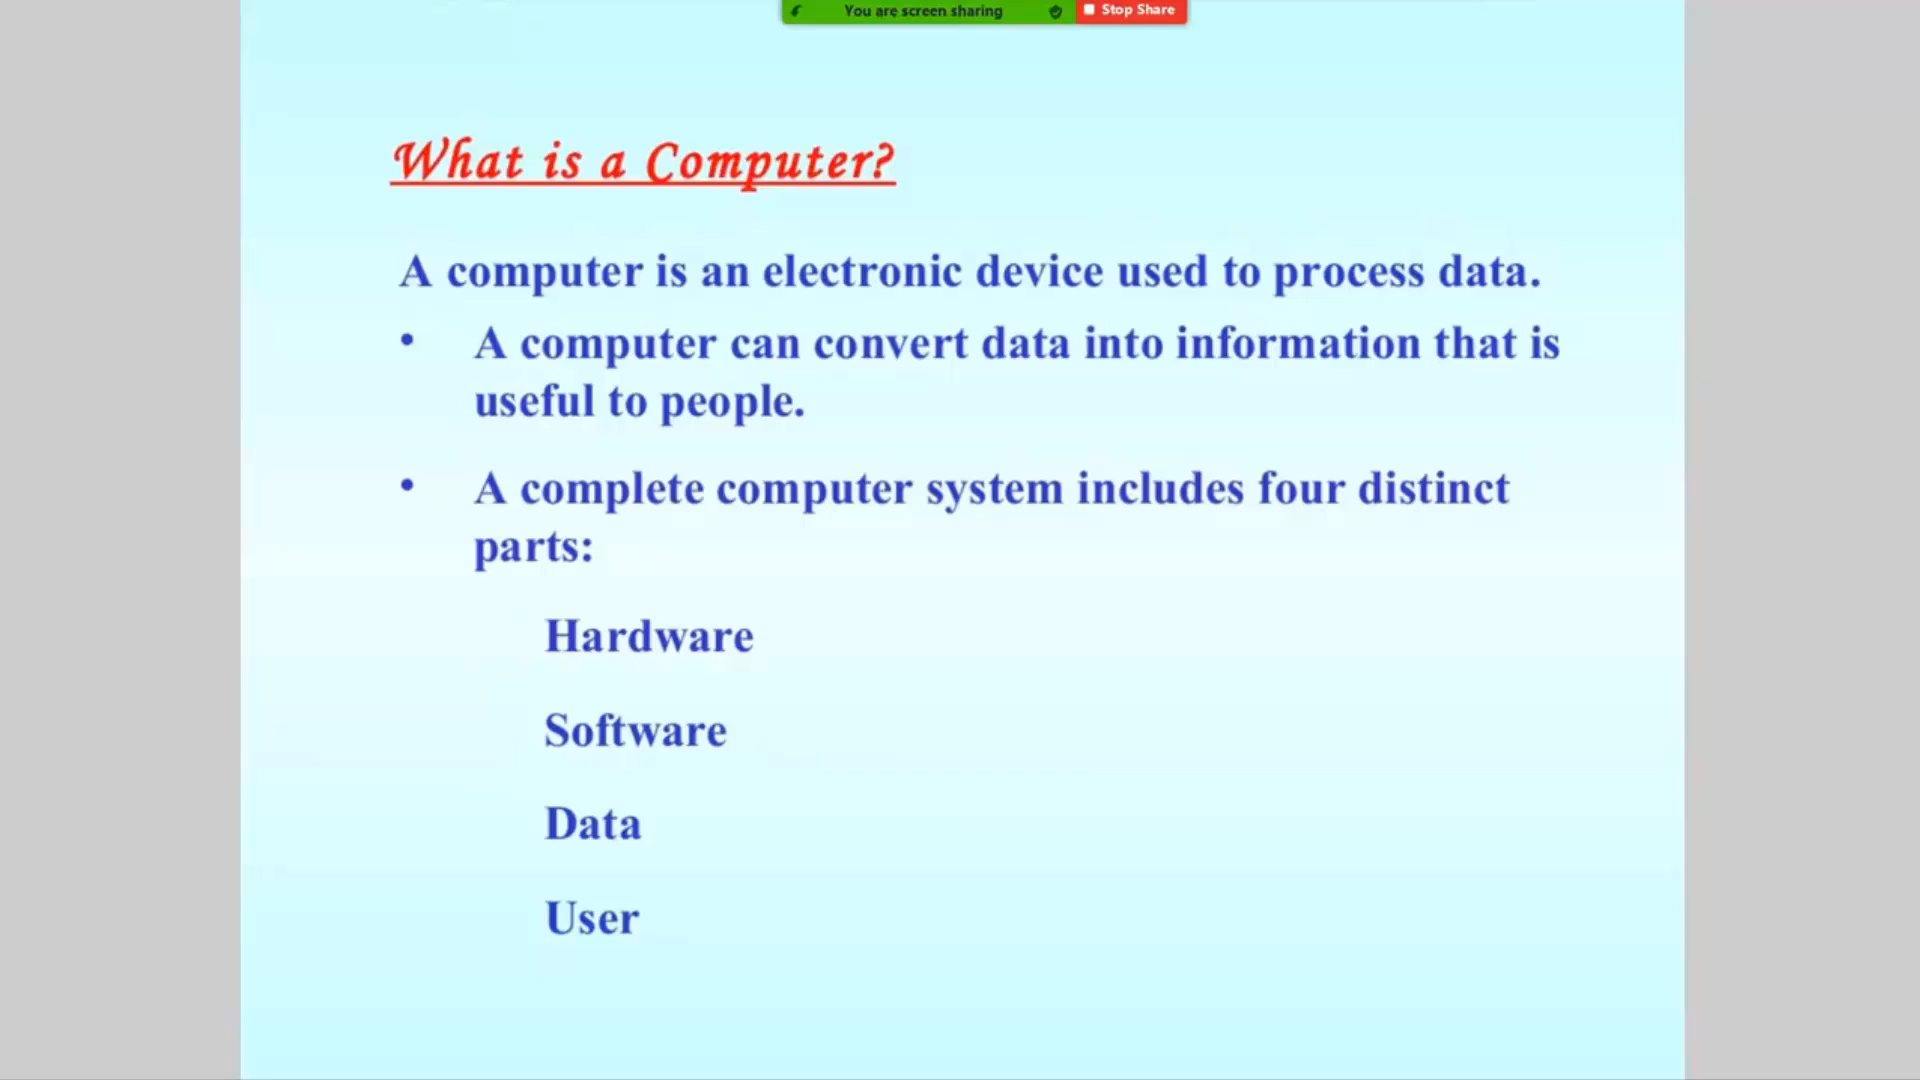 You are screen sharing
Stop Share
What is a Computer?
A computer is an electronic device used to process data.
• A computer can convert data into information that is
useful to people.
• A complete computer system includes four distinct
parts:
Hardware
Software
Data
User